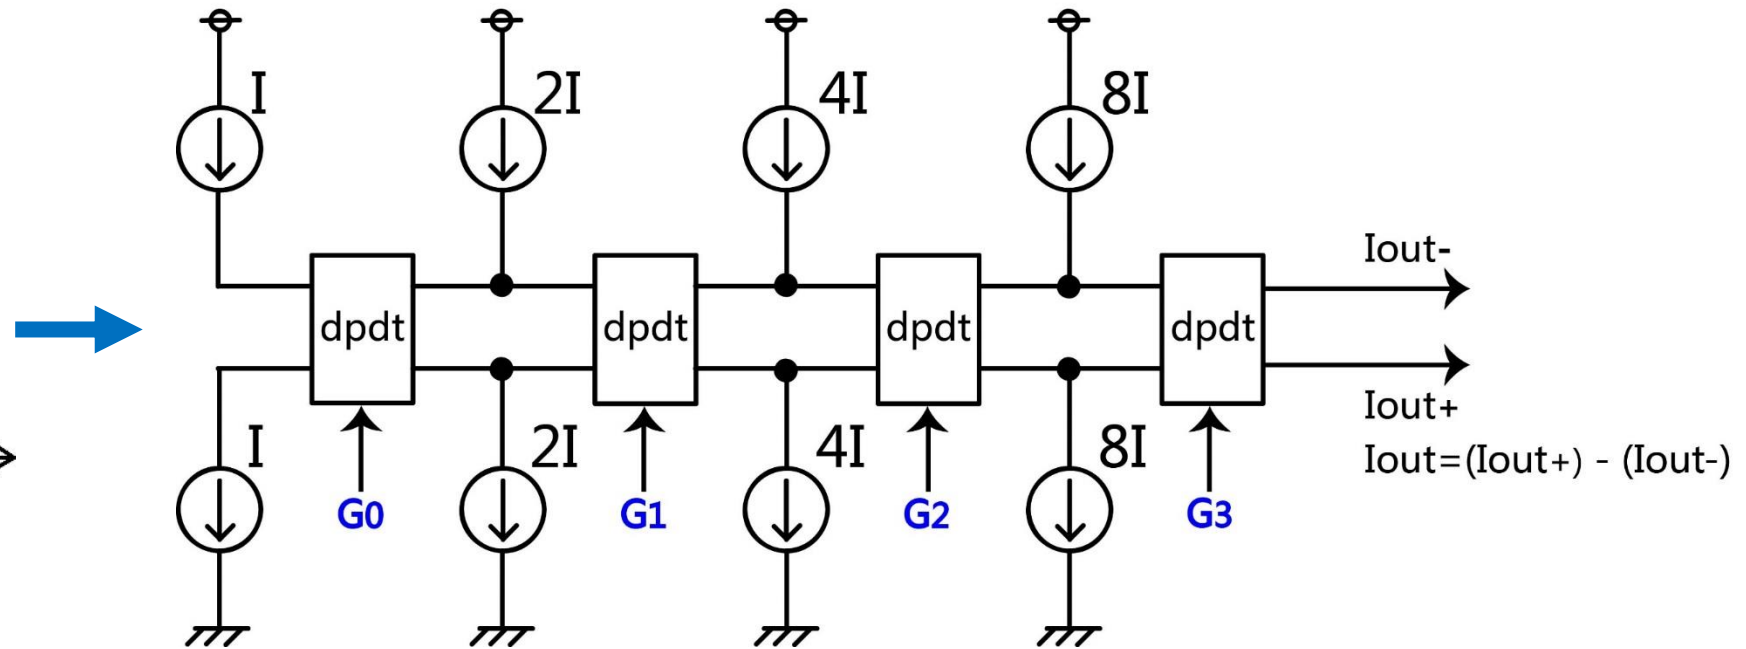 I 2I 4I 8I
Iout-
dpdt dpdt dpdt dpdt
Iout+
I 2I 4I 8I
Iout=(Iout+) - (Iout-)
G0 G1 G2 G3